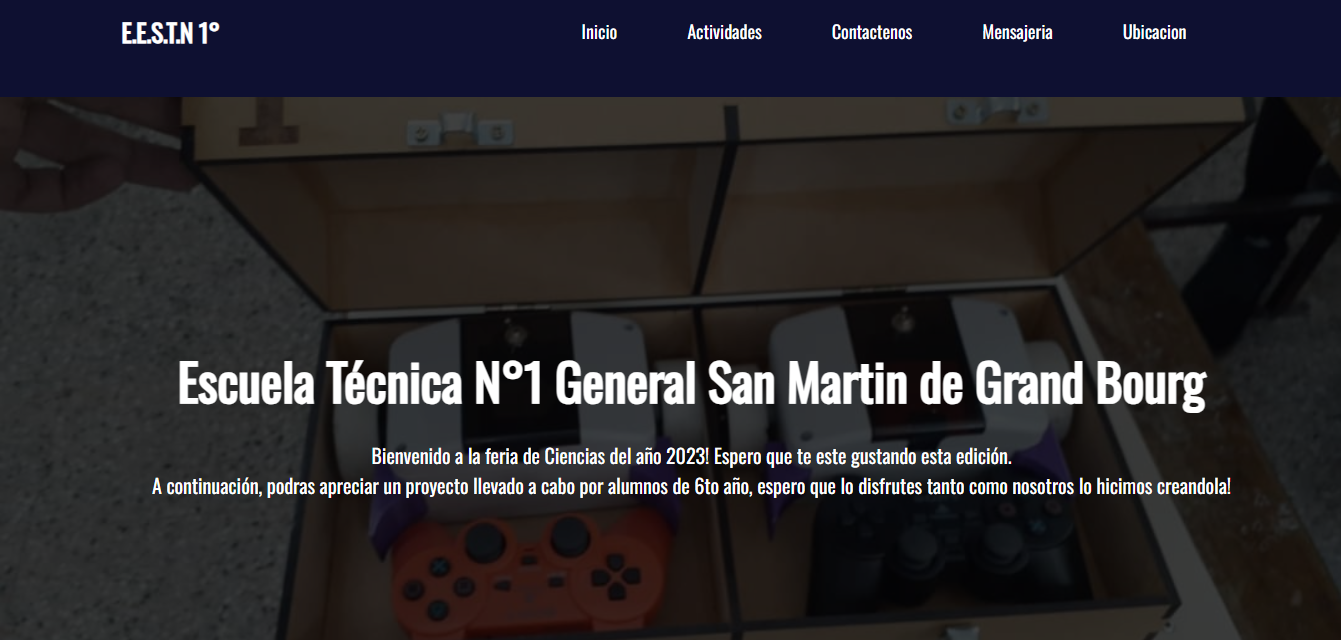 E.E.S.T.N 1°
Inicio Actividades Contactenos Mensajeria Ubicacion
Escuela Técnica N°1 General San Martin de Grand Bourg
Bienvenido a la feria de Ciencias del año 2023! Espero que te este gustando esta edición.
A continuación, podras apreciar un proyecto llevado a cabo por alumnos de 6to año, espero que lo disfrutes tanto como nosotros lo hicimos creandola!